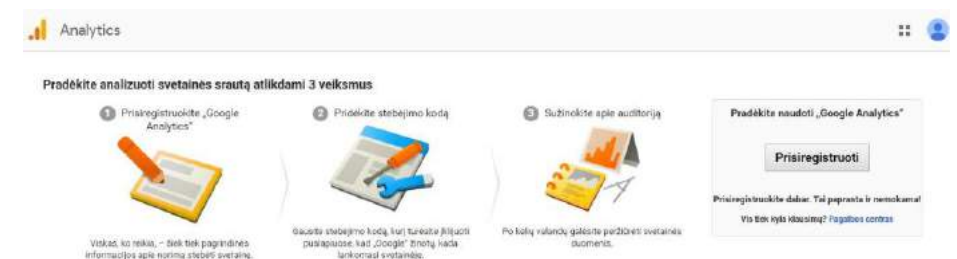 Analytics
Pradėkite analizuoti svetainės srautą atlikdami 3 veiksmus
1 Prisiregistruokite „Google
Analytics“
Viskas, ko reikia, – šiek tiek pagrindinės
informacijos apie norimą stebėti svetainę.
2 Pridėkite stebėjimo kodą
Gausite stebėjimo kodą, kurį turėsite įklijuoti
puslapiuose, kad „Google“ žinotų, kada
lankomasi svetainėje.
3 Sužinokite apie auditoriją
Po kelių valandų galėsite peržiūrėti svetainės
duomenis.
Pradėkite naudoti „Google Analytics“
Prisiregistruoti
Prisiregistruokite dabar. Tai paprasta ir nemokama!
Vis tiek kyla klausimų? Pagalbos centras